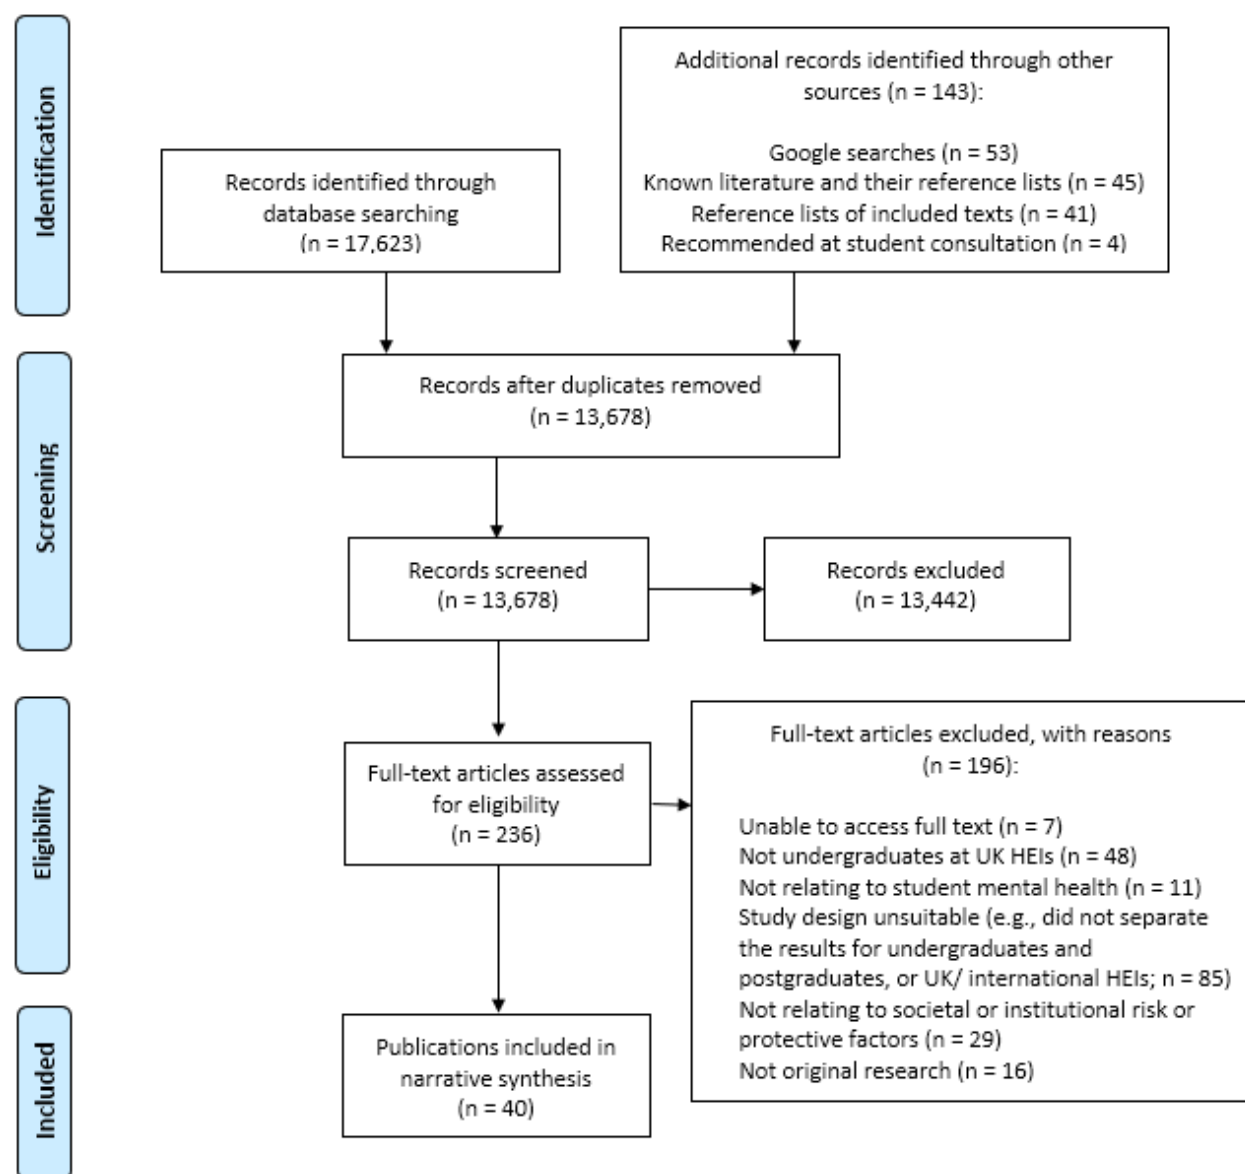 Identification
Records identified through
database searching
(n = 17,623)
Additional records identified through other
sources (n = 143):
Google searches (n = 53)
Known literature and their reference lists (n = 45)
Reference lists of included texts (n = 41)
Recommended at student consultation (n = 4)
Screening
Records after duplicates removed
(n = 13,678)
Records screened
(n = 13,678)
Records excluded
(n = 13,442)
Eligibility
Full-text articles assessed
for eligibility
(n = 236)
Full-text articles excluded, with reasons
(n = 196):
Unable to access full text (n = 7)
Not undergraduates at UK HEIs (n = 48)
Not relating to student mental health (n = 11)
Study design unsuitable (e.g., did not separate
the results for undergraduates and
postgraduates, or UK/ international HEIs; n = 85)
Not relating to societal or institutional risk or
protective factors (n = 29)
Not original research (n = 16)
Included
Publications included in
narrative synthesis
(n = 40)